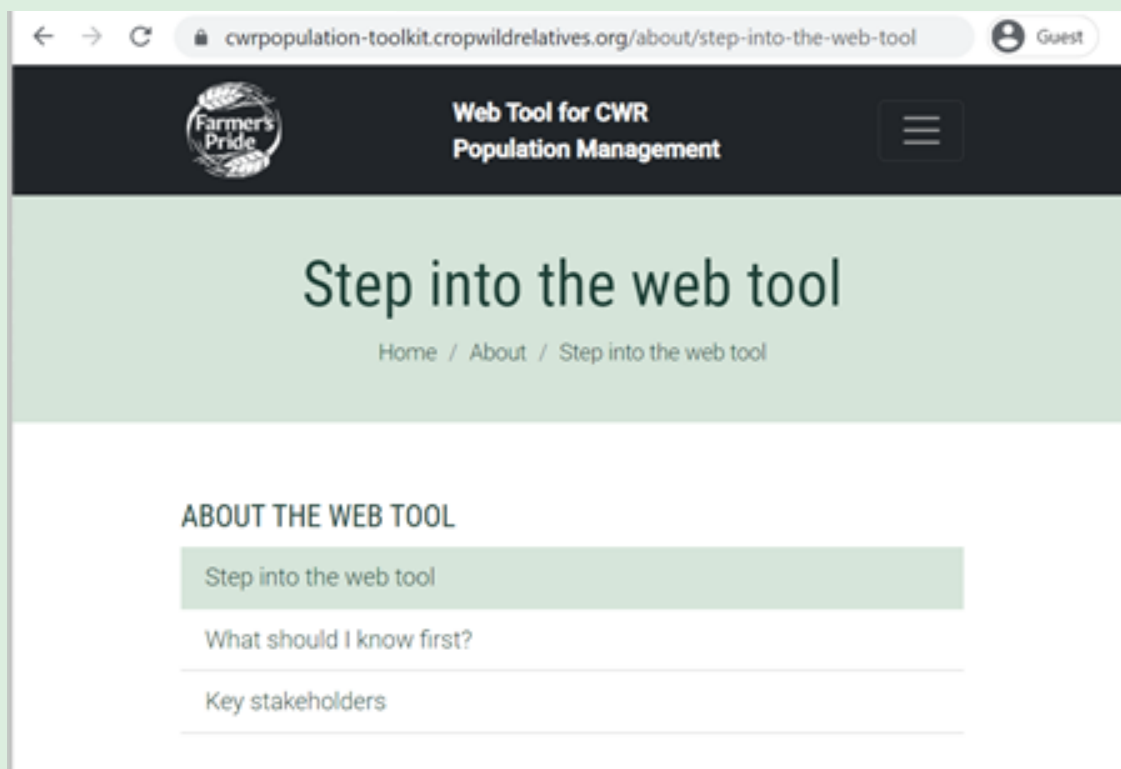 cwrpopulation-toolkit.cropwildrelatives.org/about/step-into-the-web-tool
Guest
Farmer's
Pride
Web Tool for CWR
Population Management
Step into the web tool
Home / About / Step into the web tool
ABOUT THE WEB TOOL
Step into the web tool
What should I know first?
Key stakeholders